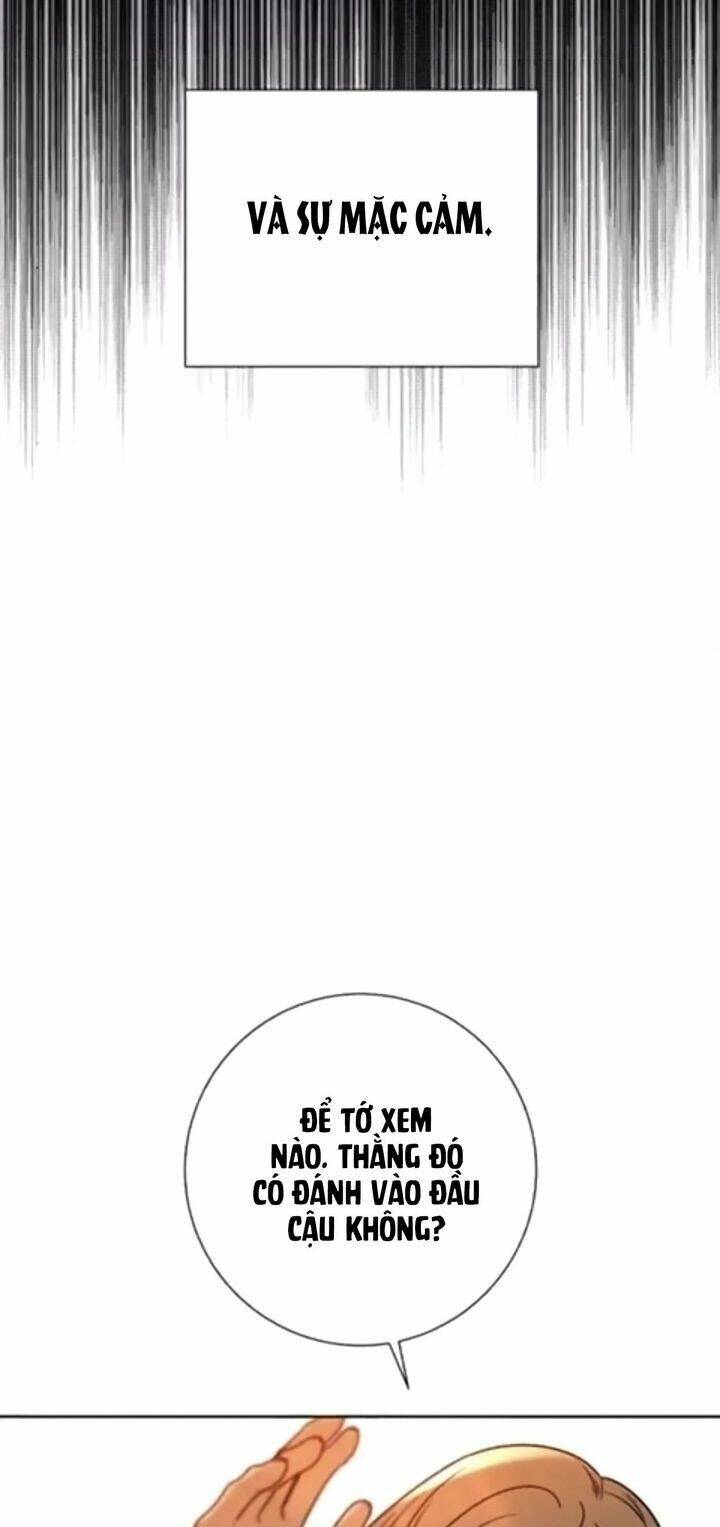 VÀ SỰ MẶC CẢM.
ĐỂ TỚ XEM
NÀO. THẰNG ĐÓ
CÓ ĐÁNH VÀO ĐẦU
CẬU KHÔNG?